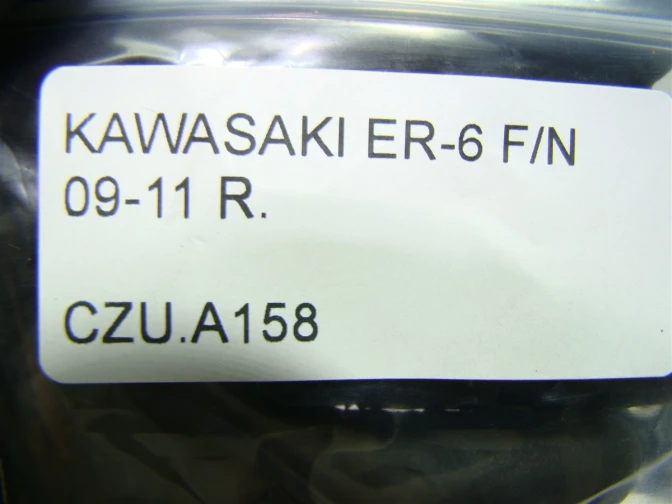 KAWASAKI ER-6 F/N
09-11 R.
CZU.A158